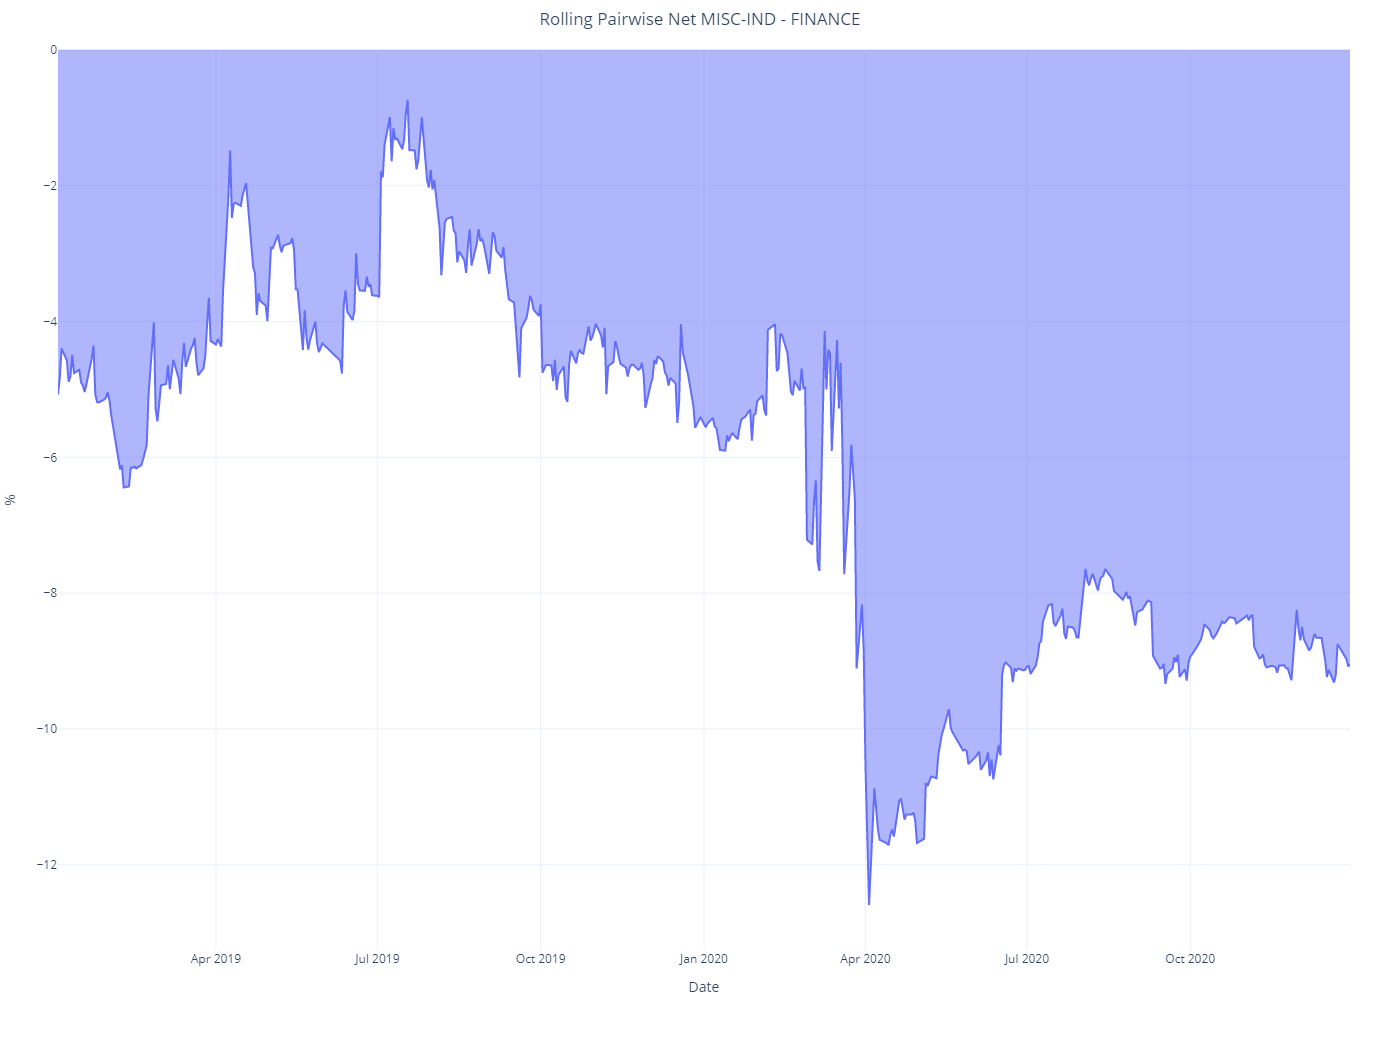 Rolling Pairwise Net MISC-IND - FINANCE
0
−2
−4
−6
−8
−10
−12
%
Apr 2019
Jul 2019
Oct 2019
Jan 2020
Apr 2020
Jul 2020
Oct 2020
Date